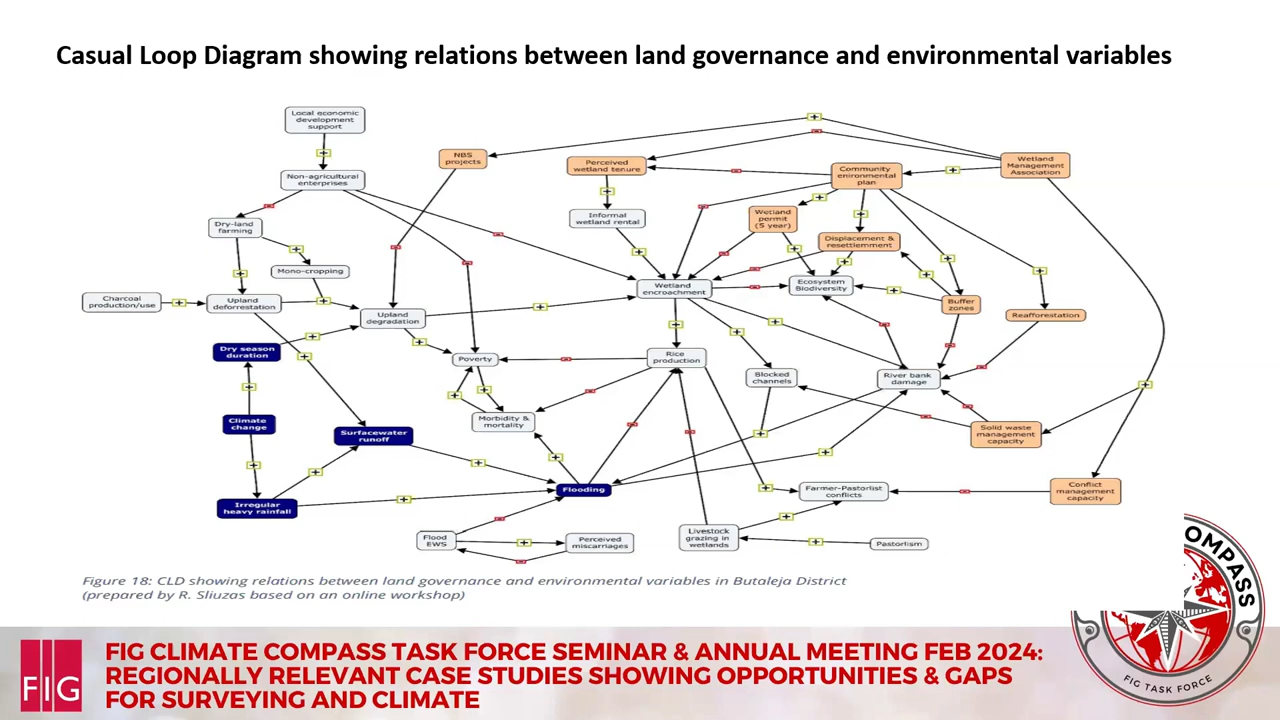 Casual Loop Diagram showing relations between land governance and environmental variables
Local economic
development
support
NBS
projects
Perceived
wetland tenure
Community
environmental
plan
Wetland
Management
Association
Non-agricultural
enterprises
Dry-land
farming
Informal
wetland rental
Wetland
permit
(5 year)
Displacement &
resettlemment
Mono-cropping
Charcoal
production/use
Upland
deforestation
Upland
degradation
Wetland
encroachment
Ecosystem
Biodiversity
Buffer
zones
Reafforestation
Dry season
duration
Poverty
Rice
production
Blocked
channels
River bank
damage
Climate
change
Surfacewater
runoff
Morbidity &
mortality
Solid waste
management
capacity
Irregular
heavy rainfall
Flooding
Farmer-Pastorlist
conflicts
Conflict
management
capacity
Flood
EWS
Perceived
miscarriages
Livestock
grazing in
wetlands
Pastorlism
Figure 18: CLD showing relations between land governance and environmental variables in Butaleja District
(prepared by R. Sliuzas based on an online workshop)
FIG
FIG CLIMATE COMPASS TASK FORCE SEMINAR & ANNUAL MEETING FEB 2024:
REGIONALLY RELEVANT CASE STUDIES SHOWING OPPORTUNITIES & GAPS
FOR SURVEYING AND CLIMATE
OMPASS
FIG TASK FORCE